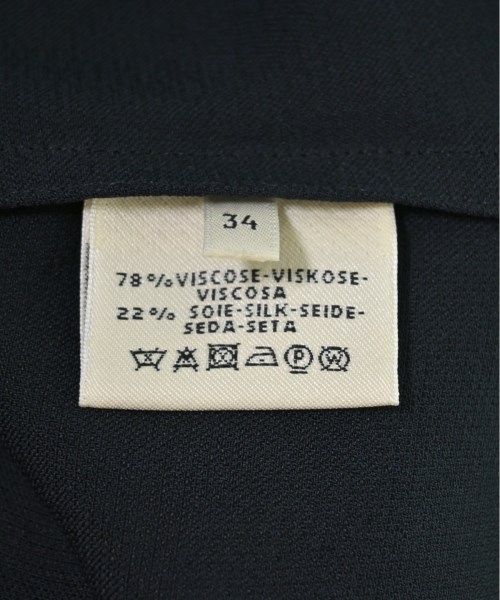 34
78% VISCOSE-VISKOSE-
VISCOSA
22% SOIE-SILK-SEIDE-
SEDA-SETA
P W